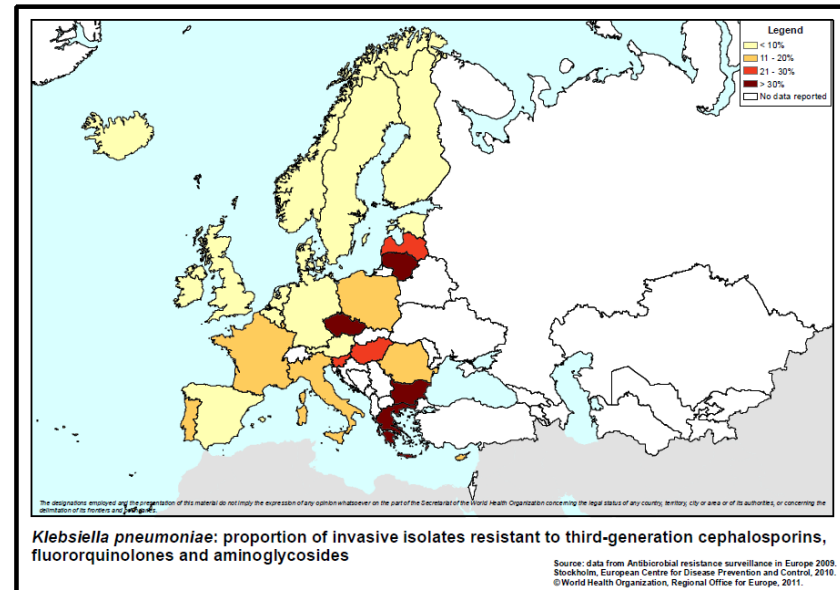 Legend
< 10%
11 - 20%
21 - 30%
> 30%
No data reported
The designations employed and the presentation of this material do not imply the expression of any opinion whatsoever on the part of the Secretariat of the World Health Organization concerning the legal status of any country, territory, city or area or of its authorities, or concerning the
delimitation of its frontiers and boundaries.
Klebsiella pneumoniae: proportion of invasive isolates resistant to third-generation cephalosporins,
fluororquinolones and aminoglycosides
Source: data from Antibicrobial resistance surveillance in Europe 2009.
Stockholm, European Centre for Disease Prevention and Control, 2010.
© World Health Organization, Regional Office for Europe, 2011.